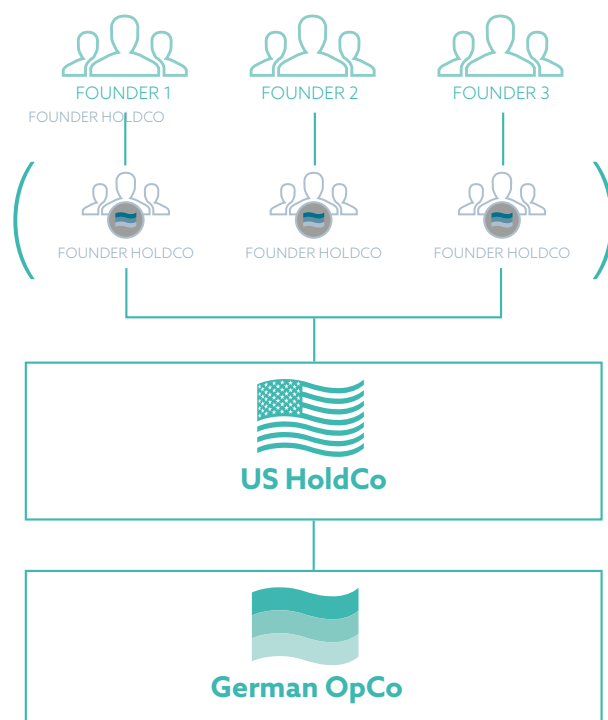 FOUNDER 1 FOUNDER 2 FOUNDER 3
FOUNDER HOLDCO
FOUNDER HOLDCO FOUNDER HOLDCO FOUNDER HOLDCO
US HoldCo
German OpCo